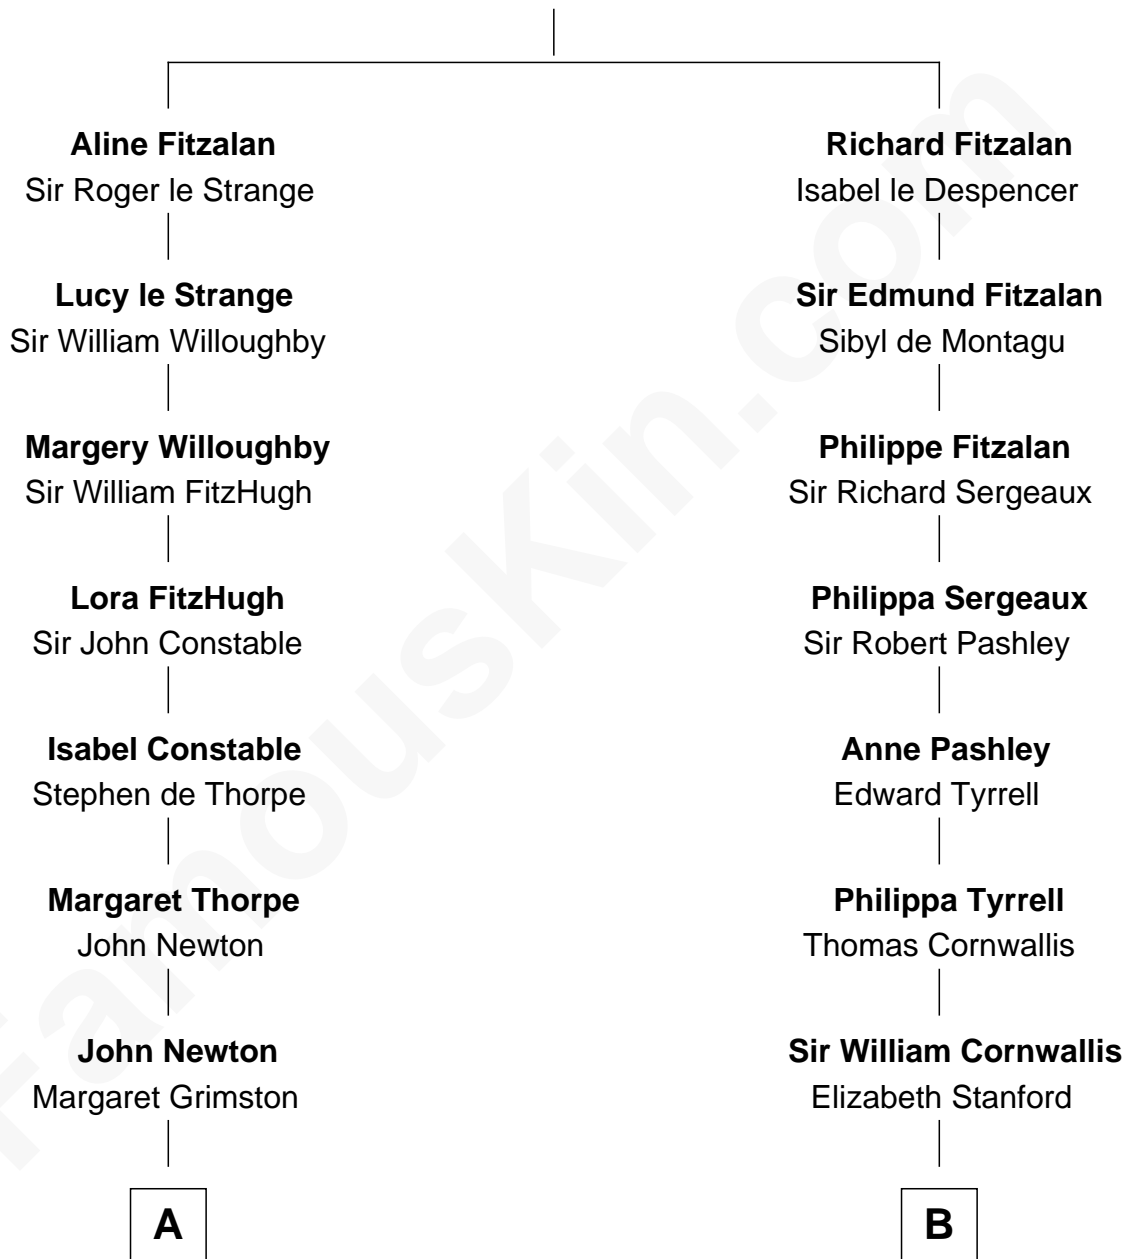 Aline Fitzalan
Sir Roger le Strange
Lucy le Strange
Sir William Willoughby
Margery Willoughby
Sir William FitzHugh
Lora FitzHugh
Sir John Constable
Isabel Constable
Stephen de Thorpe
Margaret Thorpe
John Newton
John Newton
Margaret Grimston
A
Richard Fitzalan
Isabel le Despencer
Sir Edmund Fitzalan
Sibyl de Montagu
Philippe Fitzalan
Sir Richard Sergeaux
Philippa Sergeaux
Sir Robert Pashley
Anne Pashley
Edward Tyrrell
Philippa Tyrrell
Thomas Cornwallis
Sir William Cornwallis
Elizabeth Stanford
B
FamousKin.com